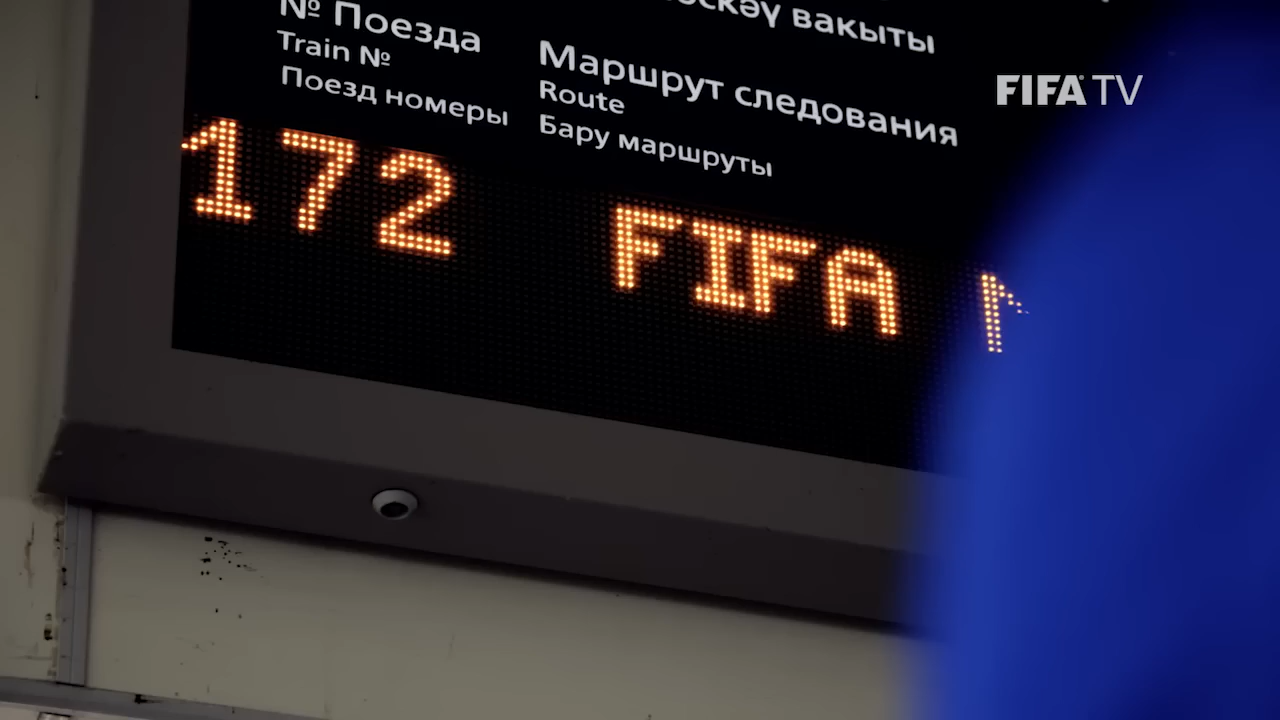 вакыты
№ Поезда
Train №
Поезд номеры
Маршрут следования
Route
Бару маршруты
172 FIFA
FIFA TV